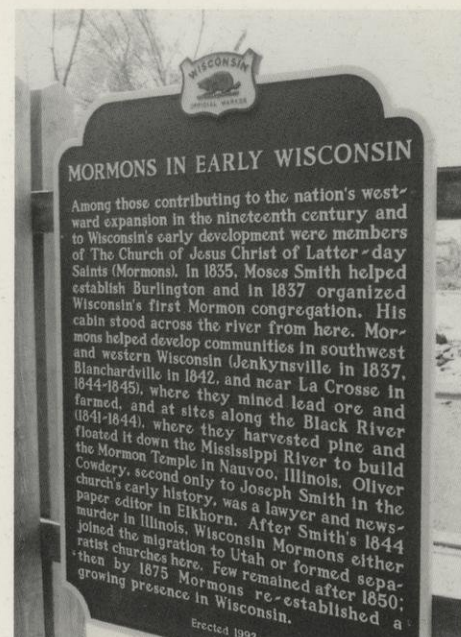 WISCONSIN
OFFICIAL MARKER
MORMONS IN EARLY WISCONSIN
Among those contributing to the nation's west-
ward expansion in the nineteenth century and
to Wisconsin's early development were members
of The Church of Jesus Christ of Latter-day
Saints (Mormons). In 1835, Moses Smith helped
establish Burlington and in 1837 organized
Wisconsin's first Mormon congregation. His
cabin stood across the river from here. Mor-
mons helped develop communities in southwest
and western Wisconsin (Jenkynsville in 1837,
Blanchardville in 1842, and near La Crosse in
1844-1845), where they mined lead ore and
farmed, and at sites along the Black River
(1841-1844), where they harvested pine and
floated it down the Mississippi River to build
the Mormon Temple in Nauvoo, Illinois. Oliver
Cowdery, second only to Joseph Smith in the
church's early history, was a lawyer and news-
paper editor in Elkhorn. After Smith's 1844
murder in Illinois, Wisconsin Mormons either
joined the migration to Utah or formed sepa-
ratist churches here. Few remained after 1850;
then by 1875 Mormons re-established a
growing presence in Wisconsin.
Erected 1992